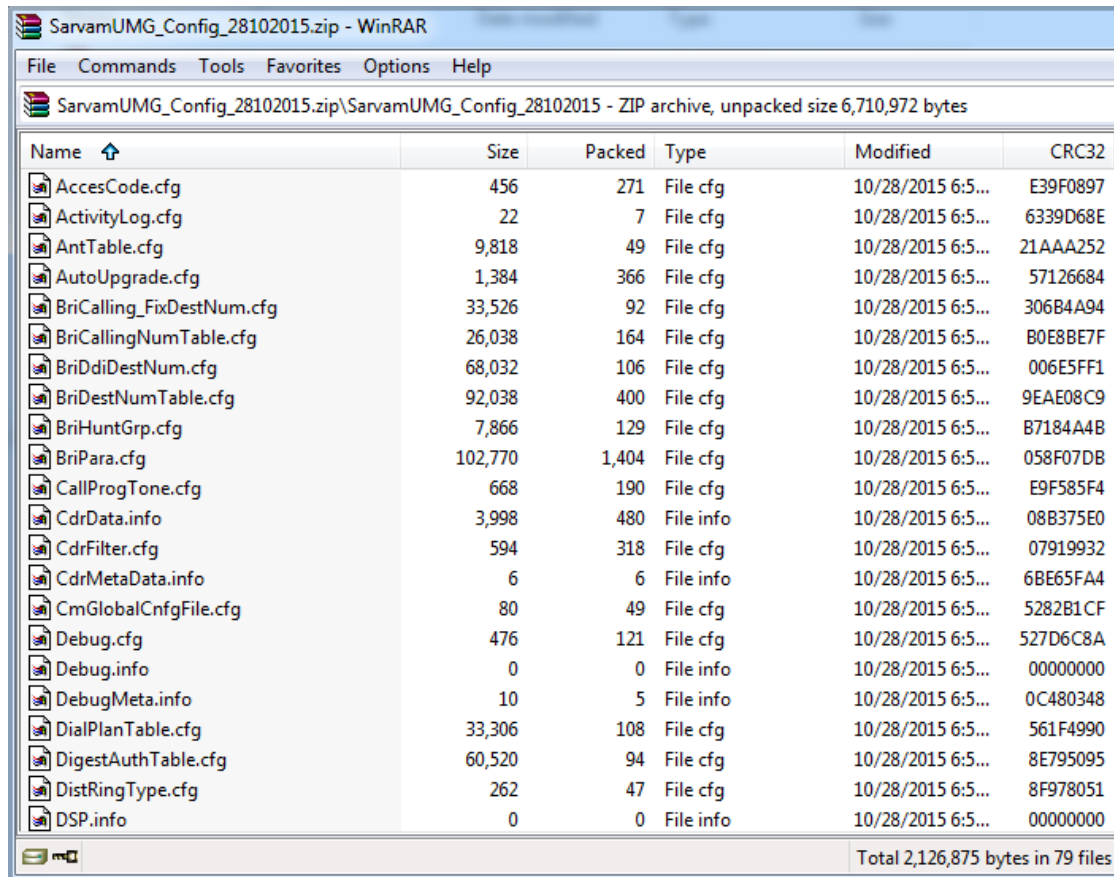 SarvamUMG_Config_28102015.zip - WinRAR
File Commands Tools Favorites Options Help
SarvamUMG_Config_28102015.zip\SarvamUMG_Config_28102015 - ZIP archive, unpacked size 6,710,972 bytes
Name Size Packed Type Modified CRC32
AccesCode.cfg 456 271 File cfg 10/28/2015 6:5... E39F0897
ActivityLog.cfg 22 7 File cfg 10/28/2015 6:5... 6339D68E
AntTable.cfg 9,818 49 File cfg 10/28/2015 6:5... 21AAA252
AutoUpgrade.cfg 1,384 366 File cfg 10/28/2015 6:5... 57126684
BriCalling_FixDestNum.cfg 33,526 92 File cfg 10/28/2015 6:5... 306B4A94
BriCallingNumTable.cfg 26,038 164 File cfg 10/28/2015 6:5... B0E8BE7F
BriDdiDestNum.cfg 68,032 106 File cfg 10/28/2015 6:5... 006E5FF1
BriDestNumTable.cfg 92,038 400 File cfg 10/28/2015 6:5... 9EAE08C9
BriHuntGrp.cfg 7,866 129 File cfg 10/28/2015 6:5... B7184A4B
BriPara.cfg 102,770 1,404 File cfg 10/28/2015 6:5... 058F07DB
CallProgTone.cfg 668 190 File cfg 10/28/2015 6:5... E9F585F4
CdrData.info 3,998 480 File info 10/28/2015 6:5... 08B375E0
CdrFilter.cfg 594 318 File cfg 10/28/2015 6:5... 07919932
CdrMetaData.info 6 6 File info 10/28/2015 6:5... 6BE65FA4
CmGlobalCnfgFile.cfg 80 49 File cfg 10/28/2015 6:5... 5282B1CF
Debug.cfg 476 121 File cfg 10/28/2015 6:5... 527D6C8A
Debug.info 0 0 File info 10/28/2015 6:5... 00000000
DebugMeta.info 10 5 File info 10/28/2015 6:5... 0C480348
DialPlanTable.cfg 33,306 108 File cfg 10/28/2015 6:5... 561F4990
DigestAuthTable.cfg 60,520 94 File cfg 10/28/2015 6:5... 8E795095
DistRingType.cfg 262 47 File cfg 10/28/2015 6:5... 8F978051
DSP.info 0 0 File info 10/28/2015 6:5... 00000000
Total 2,126,875 bytes in 79 files